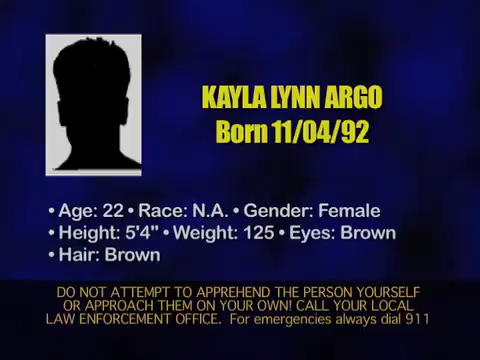 KAYLA LYNN ARGO
Born 11/04/92
• Age: 22 • Race: N.A. • Gender: Female
• Height: 5'4" • Weight: 125 • Eyes: Brown
• Hair: Brown
DO NOT ATTEMPT TO APPREHEND THE PERSON YOURSELF
OR APPROACH THEM ON YOUR OWN! CALL YOUR LOCAL
LAW ENFORCEMENT OFFICE. For emergencies always dial 911